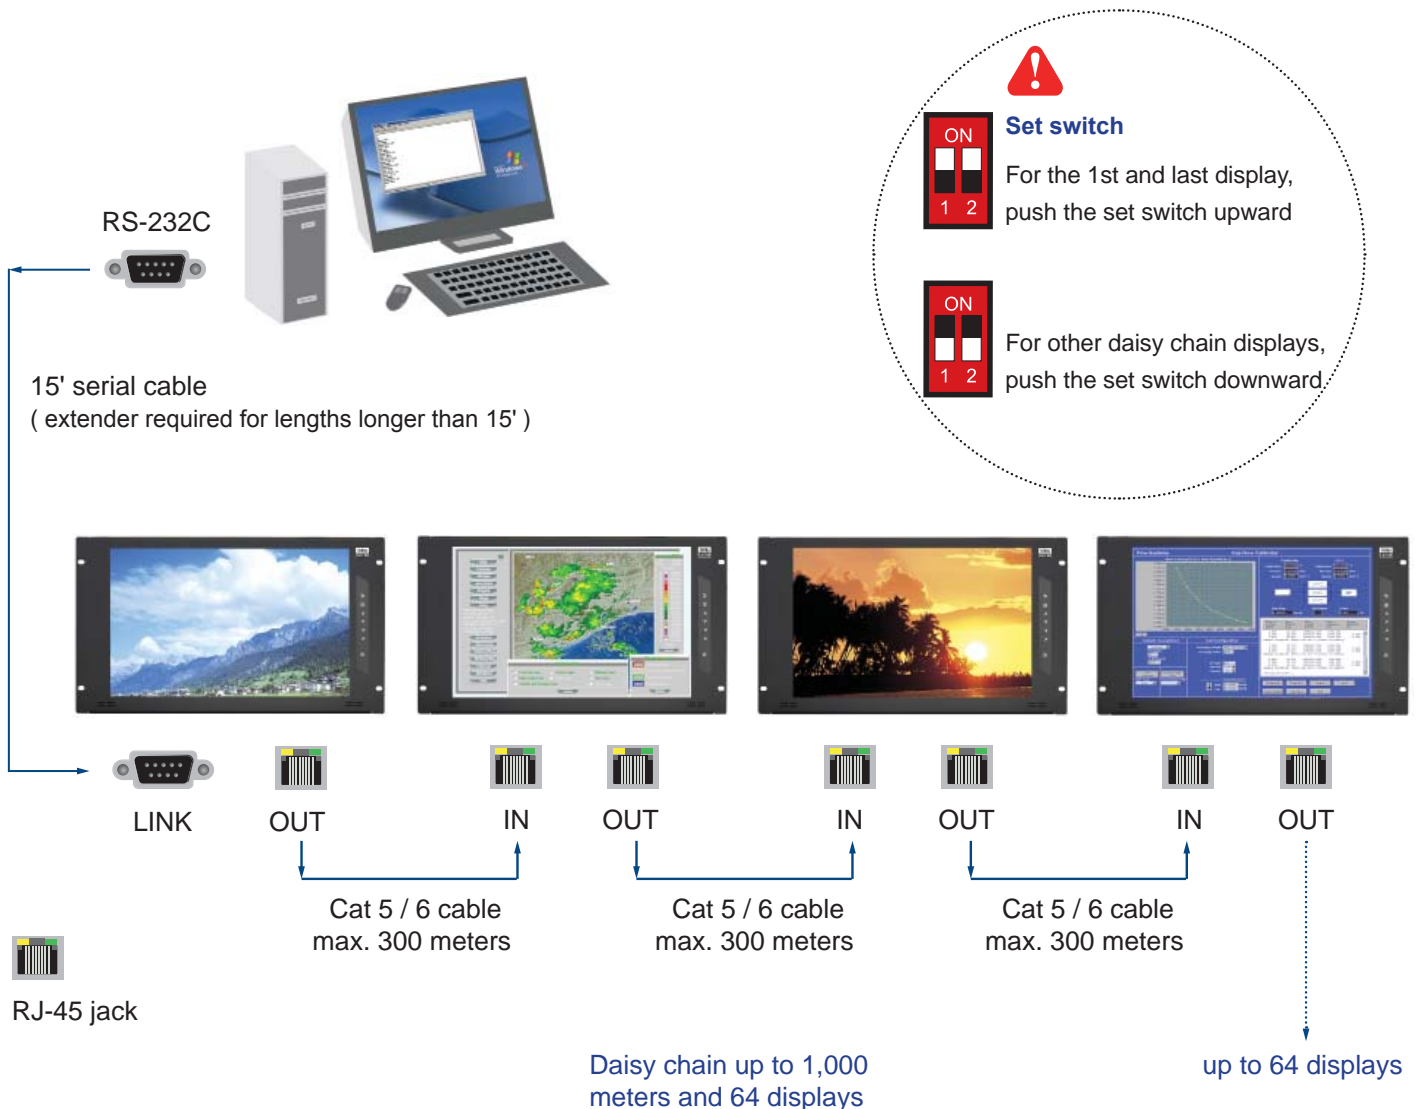 RS-232C
15' serial cable
( extender required for lengths longer than 15' )
Set switch
ON
1 2
For the 1st and last display,
push the set switch upward
ON
1 2
For other daisy chain displays,
push the set switch downward.
Windows
LINK
OUT
IN
OUT
IN
OUT
IN
OUT
Cat 5 / 6 cable
max. 300 meters
Cat 5 / 6 cable
max. 300 meters
Cat 5 / 6 cable
max. 300 meters
RJ-45 jack
Daisy chain up to 1,000
meters and 64 displays
up to 64 displays